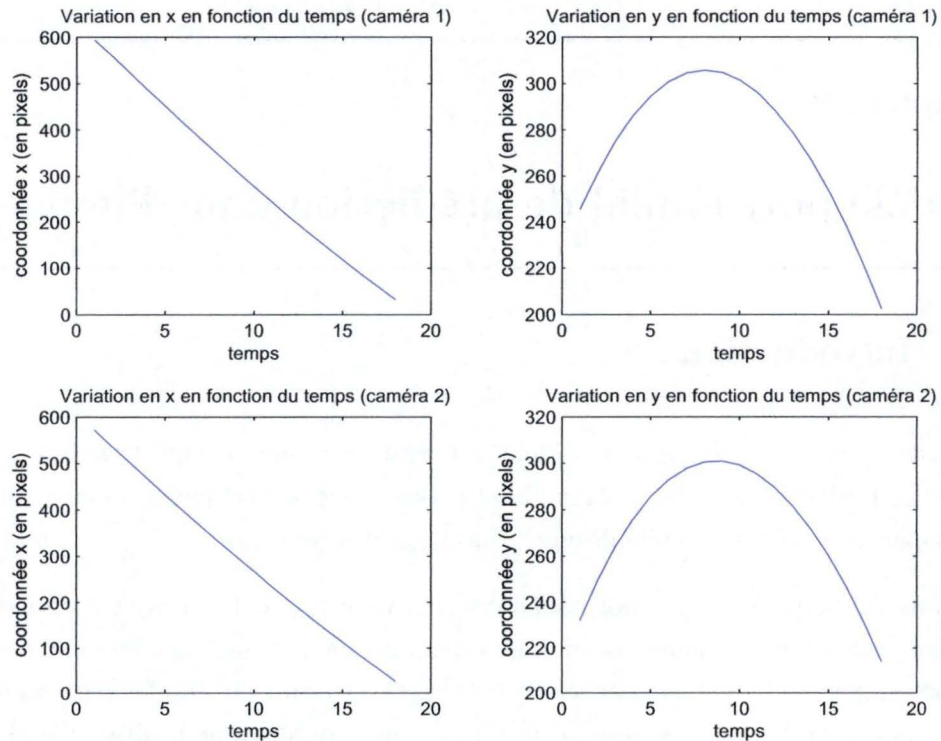 Variation en x en fonction du temps (caméra 1)
600
500
400
300
200
100
0
coordonnée x (en pixels)
0 5 10 15 20
temps
Variation en y en fonction du temps (caméra 1)
320
300
280
260
240
220
200
coordonnée y (en pixels)
0 5 10 15 20
temps
Variation en x en fonction du temps (caméra 2)
600
500
400
300
200
100
0
coordonnée x (en pixels)
0 5 10 15 20
temps
Variation en y en fonction du temps (caméra 2)
320
300
280
260
240
220
200
coordonnée y (en pixels)
0 5 10 15 20
temps